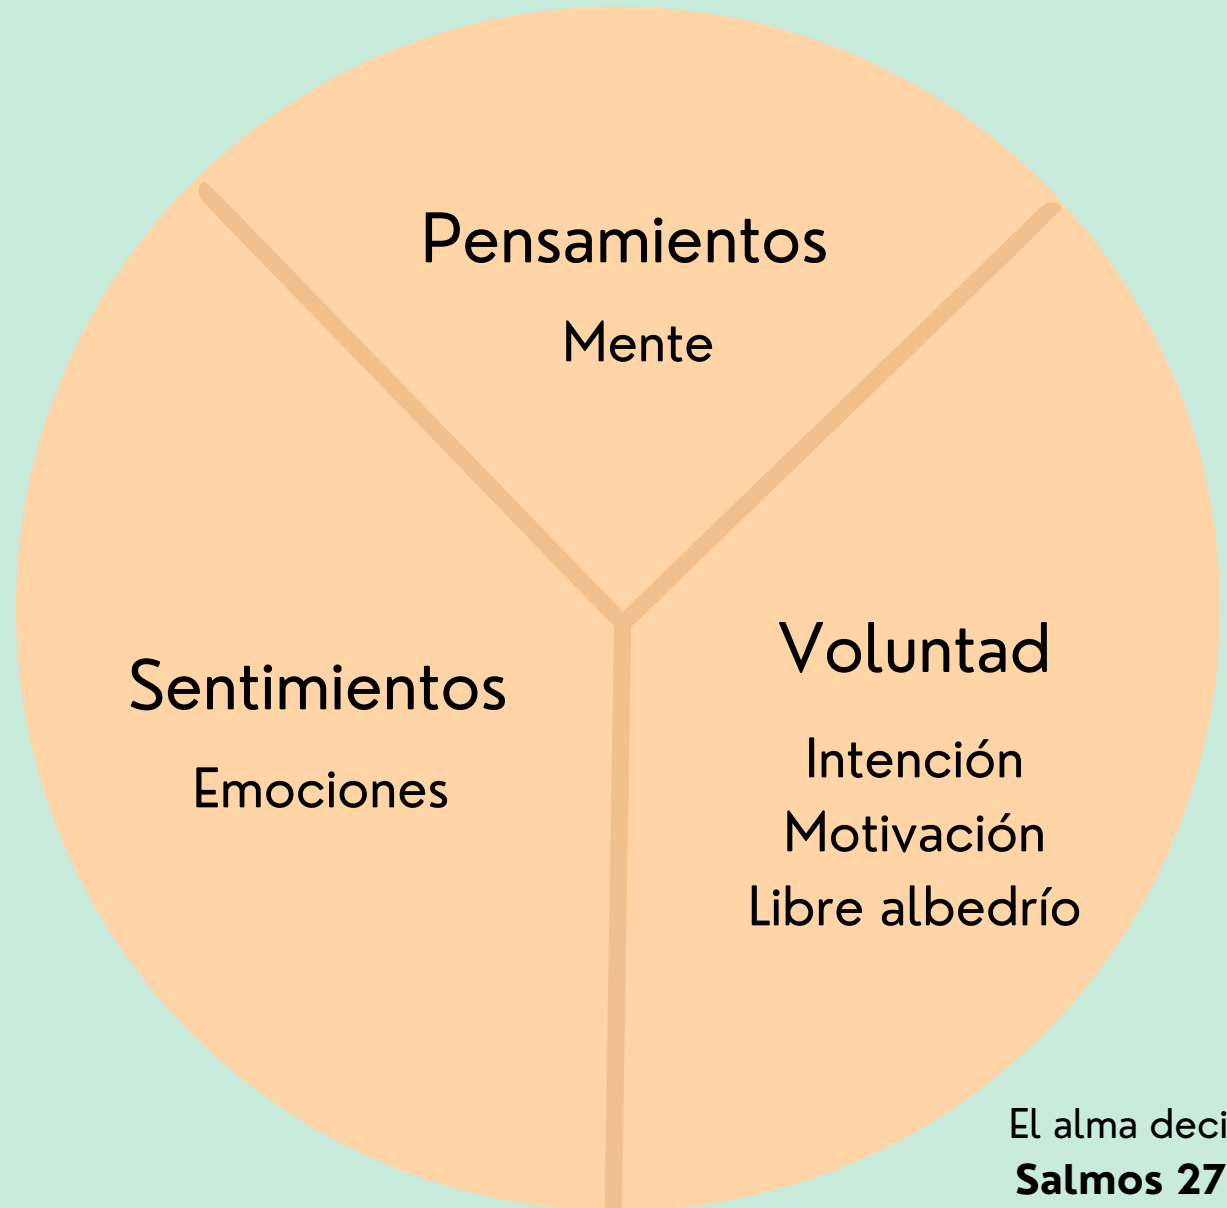 Pensamientos
Mente
Sentimientos
Emociones
Voluntad
Intención
Motivación
Libre albedrío
El alma deci
Salmos 27